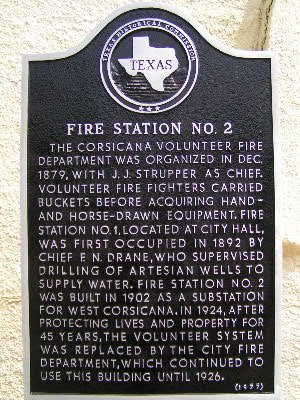 TEXAS HISTORICAL COMMISSION
TEXAS
FIRE STATION NO. 2
THE CORSICANA VOLUNTEER FIRE
DEPARTMENT WAS ORGANIZED IN DEC.
1879, WITH J. J. STRUPPER AS CHIEF.
VOLUNTEER FIRE FIGHTERS CARRIED
BUCKETS BEFORE ACQUIRING HAND-
AND HORSE-DRAWN EQUIPMENT. FIRE
STATION NO. 1, LOCATED AT CITY HALL,
WAS FIRST OCCUPIED IN 1892 BY
CHIEF F. N. DRANE, WHO SUPERVISED
DRILLING OF ARTESIAN WELLS TO
SUPPLY WATER. FIRE STATION NO. 2
WAS BUILT IN 1902 AS A SUBSTATION
FOR WEST CORSICANA. IN 1924, AFTER
PROTECTING LIVES AND PROPERTY FOR
45 YEARS, THE VOLUNTEER SYSTEM
WAS REPLACED BY THE CITY FIRE
DEPARTMENT, WHICH CONTINUED TO
USE THIS BUILDING UNTIL 1926.